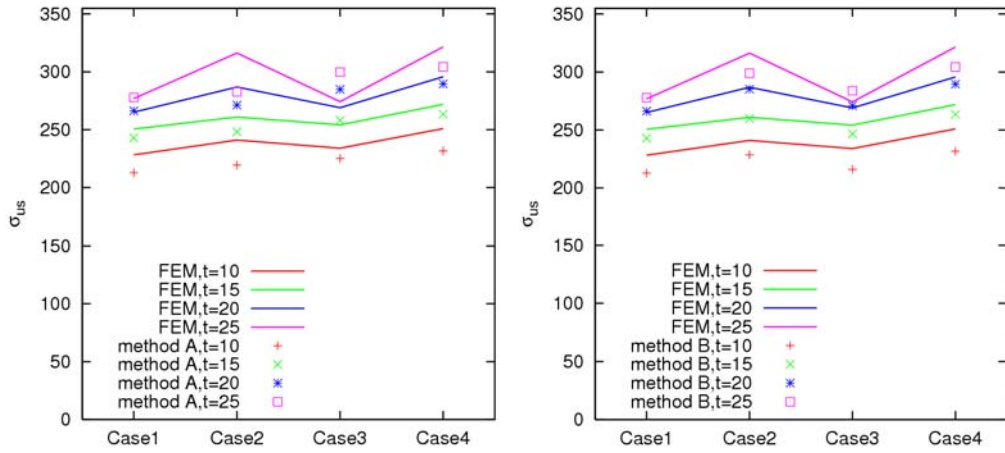 350
300
250
200
150
100
50
0
σus
FEM,t=10
FEM,t=15
FEM,t=20
FEM,t=25
method A,t=10
method A,t=15
method A,t=20
method A,t=25
Case1 Case2 Case3 Case4
350
300
250
200
150
100
50
0
σus
FEM,t=10
FEM,t=15
FEM,t=20
FEM,t=25
method B,t=10
method B,t=15
method B,t=20
method B,t=25
Case1 Case2 Case3 Case4